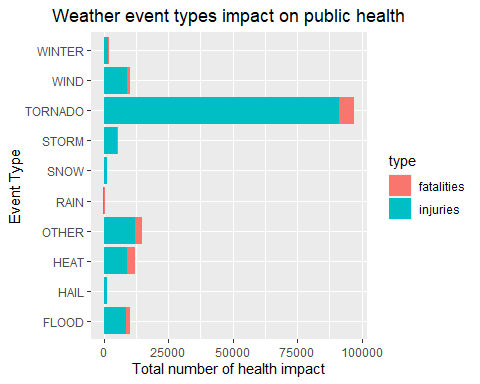 Weather event types impact on public health
WINTER
WIND
TORNADO
STORM
SNOW
RAIN
OTHER
HEAT
HAIL
FLOOD
Event Type
0 25000 50000 75000 100000
Total number of health impact
type
fatalities
injuries